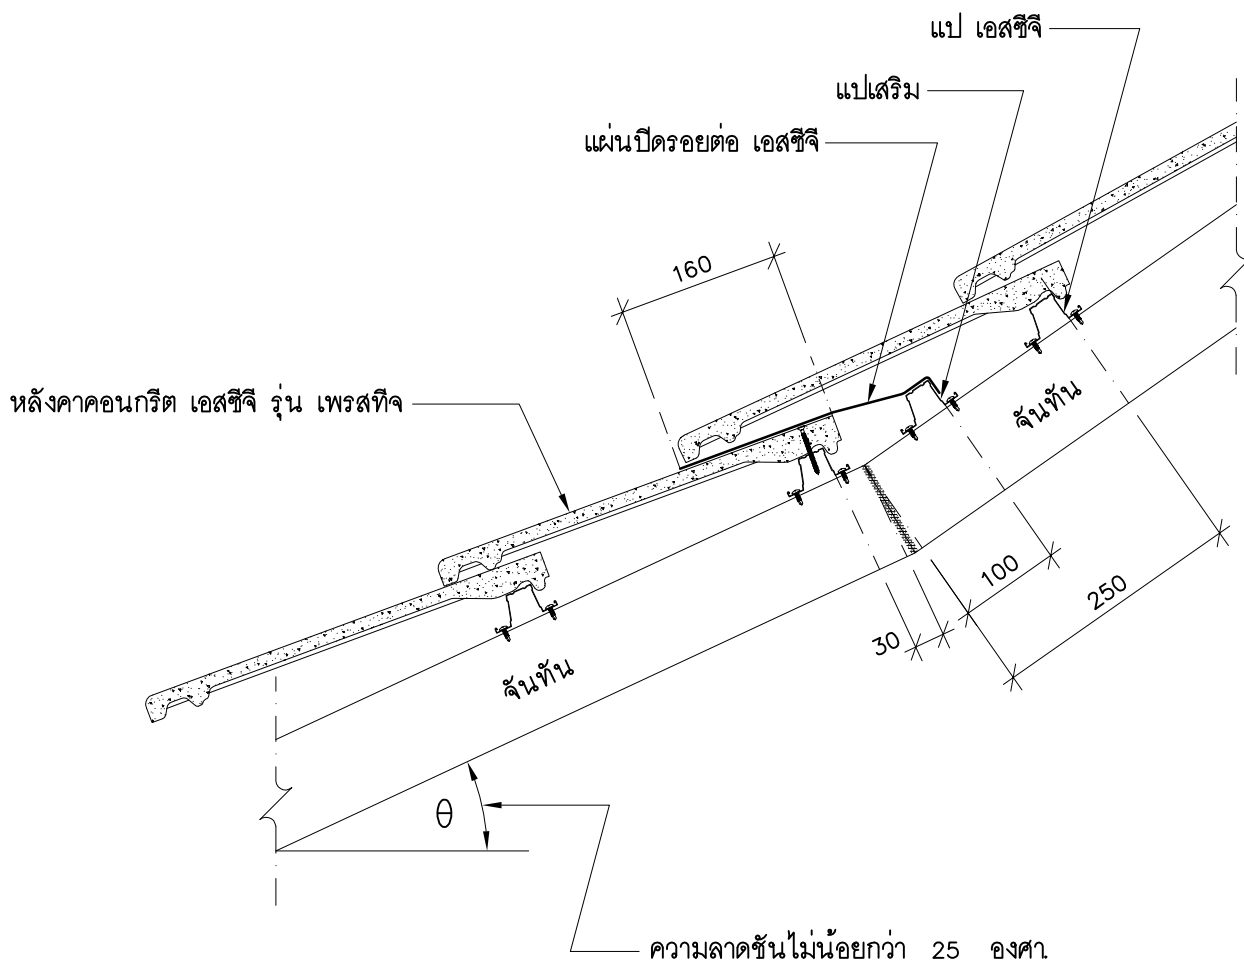 แป เอสซีจี
แปเสริม
แผ่นปิดรอยต่อ เอสซีจี
160
หลังคาคอนกรีต เอสซีจี รุ่น เพรสทีจ
จันทัน
100
250
30
จันทัน
θ
ความลาดชันไม่น้อยกว่า 25 องศา